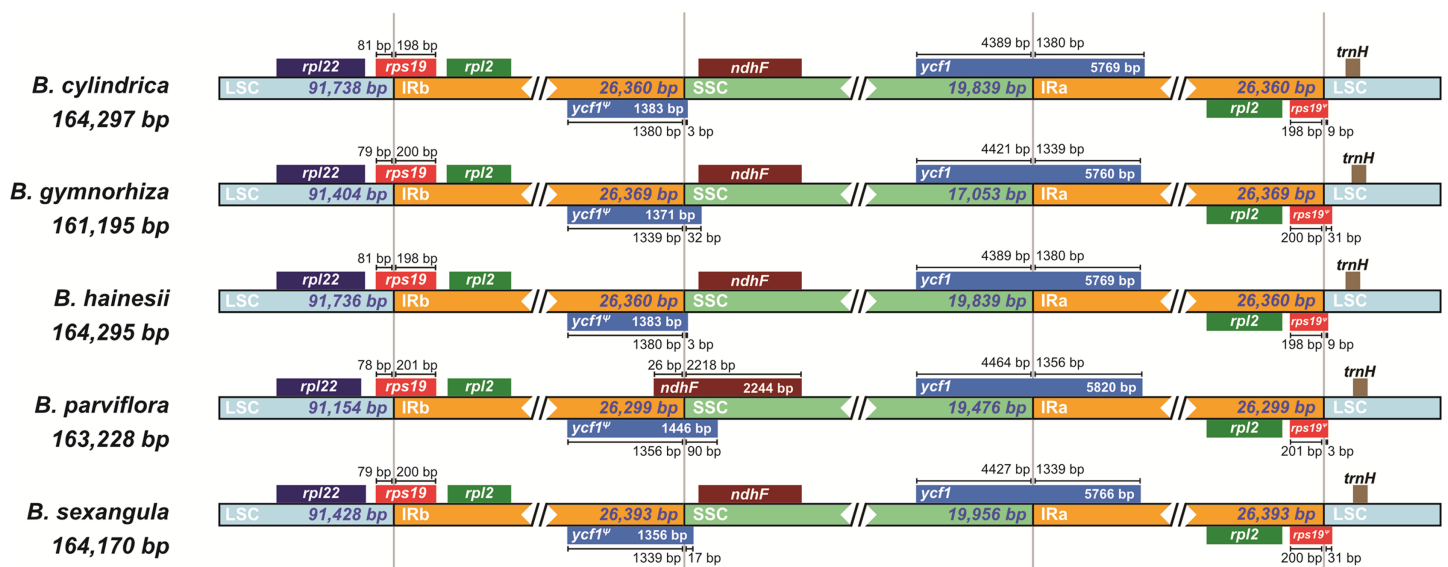 81 bp 198 bp 4389 bp 1380 bp trnH
rpl22 rps19 rpl2 ndhF ycf1 5769 bp
B. cylindrica LSC 91,738 bp IRb 26,360 bp SSC 19,839 bp IRa 26,360 bp LSC
164,297 bp ycf1Ψ 1383 bp rpl2 rps19Ψ
1380 bp 3 bp 198 bp 9 bp
79 bp 200 bp 4421 bp 1339 bp trnH
rpl22 rps19 rpl2 ndhF ycf1 5760 bp
B. gymnorhiza LSC 91,404 bp IRb 26,369 bp SSC 17,053 bp IRa 26,369 bp LSC
161,195 bp ycf1Ψ 1371 bp rpl2 rps19Ψ
1339 bp 32 bp 200 bp 31 bp
81 bp 198 bp 4389 bp 1380 bp trnH
rpl22 rps19 rpl2 ndhF ycf1 5769 bp
B. hainesii LSC 91,736 bp IRb 26,360 bp SSC 19,839 bp IRa 26,360 bp LSC
164,295 bp ycf1Ψ 1383 bp rpl2 rps19Ψ
1380 bp 3 bp 198 bp 9 bp
78 bp 201 bp 26 bp 2218 bp 4464 bp 1356 bp trnH
rpl22 rps19 rpl2 ndhF 2244 bp ycf1 5820 bp
B. parviflora LSC 91,154 bp IRb 26,299 bp SSC 19,476 bp IRa 26,299 bp LSC
163,228 bp ycf1Ψ 1446 bp rpl2 rps19Ψ
1356 bp 90 bp 201 bp 3 bp
79 bp 200 bp 4427 bp 1339 bp trnH
rpl22 rps19 rpl2 ndhF ycf1 5766 bp
B. sexangula LSC 91,428 bp IRb 26,393 bp SSC 19,956 bp IRa 26,393 bp LSC
164,170 bp ycf1Ψ 1356 bp rpl2 rps19Ψ
1339 bp 17 bp 200 bp 31 bp